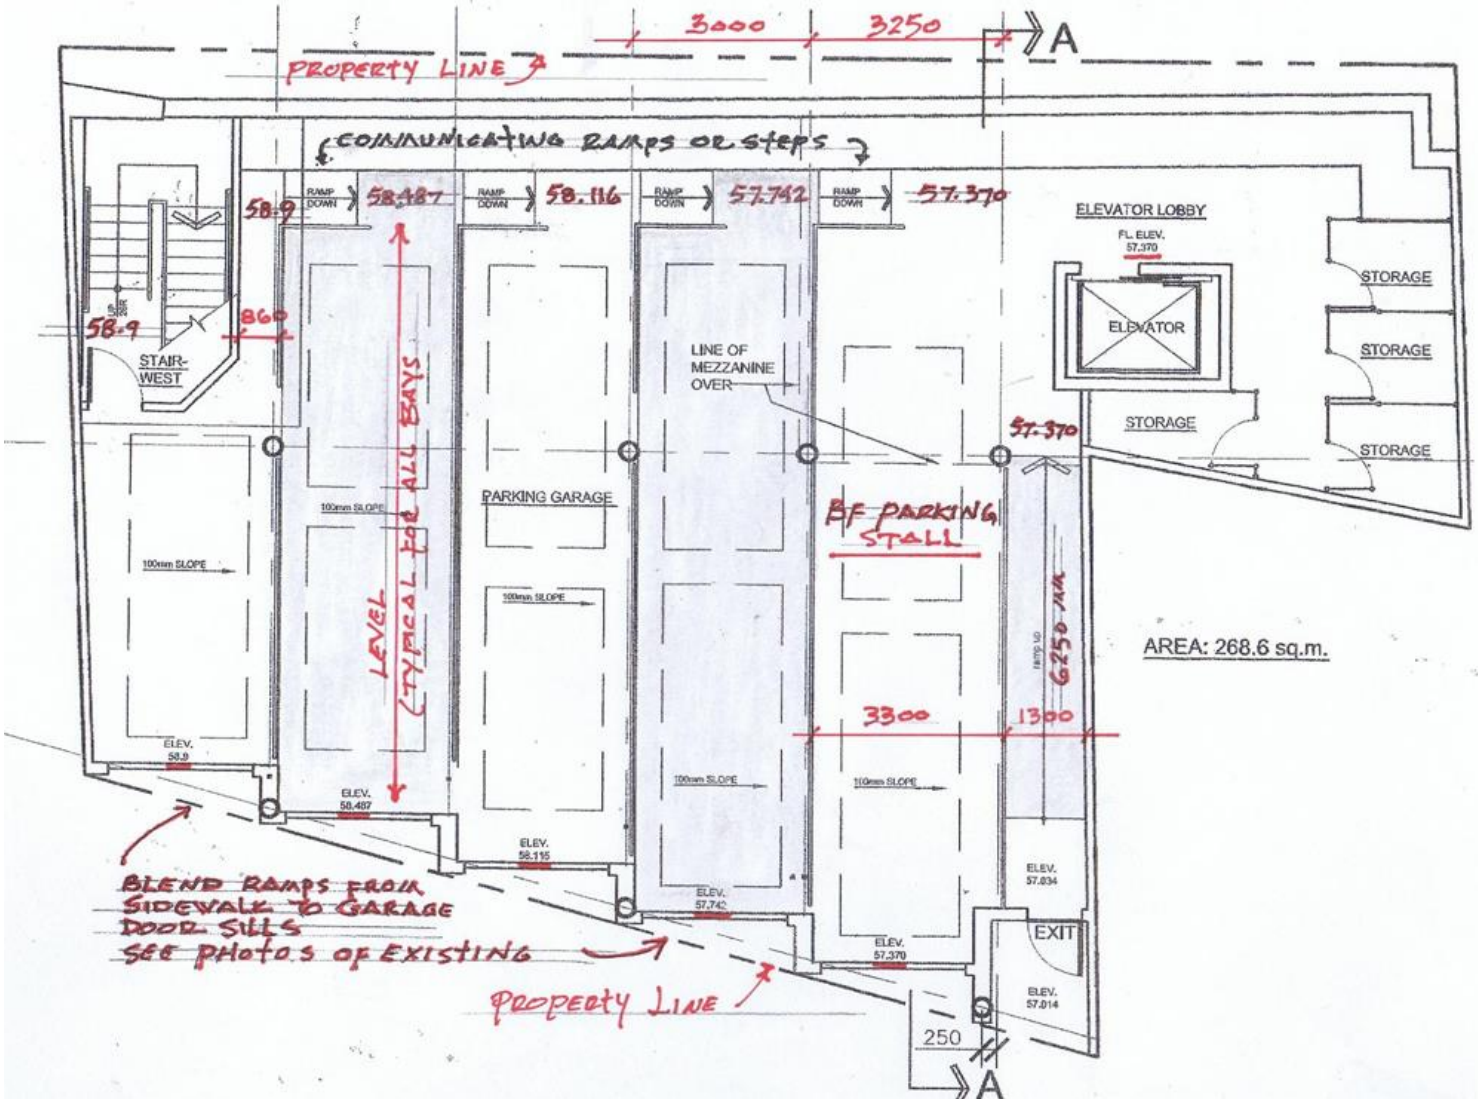 3000
3250
A
PROPERTY LINE
COMMUNICATING RAMPS OR STEPS
58.9
RAMP
DOWN
58.487
RAMP
DOWN
58.116
RAMP
DOWN
57.742
RAMP
DOWN
57.370
ELEVATOR LOBBY
FL. ELEV.
57.370
STORAGE
ELEVATOR
STORAGE
STORAGE
STORAGE
UP
860
58.9
STAIR-
WEST
LINE OF
MEZZANINE
OVER
57.370
LEVEL
(TYPICAL FOR ALL BAYS
100mm SLOPE
PARKING GARAGE
BF PARKING
STALL
100mm SLOPE
100mm SLOPE
ramp up
6250 MM
AREA: 268.6 sq.m.
3300
1300
ELEV.
58.9
100mm SLOPE
100mm SLOPE
ELEV.
58.487
ELEV.
58.115
ELEV.
57.742
ELEV.
57.034
BLEND RAMPS FROM
SIDEWALK TO GARAGE
DOOR SILLS
SEE PHOTOS OF EXISTING
EXIT
ELEV.
57.370
ELEV.
57.014
PROPERTY LINE
250
A